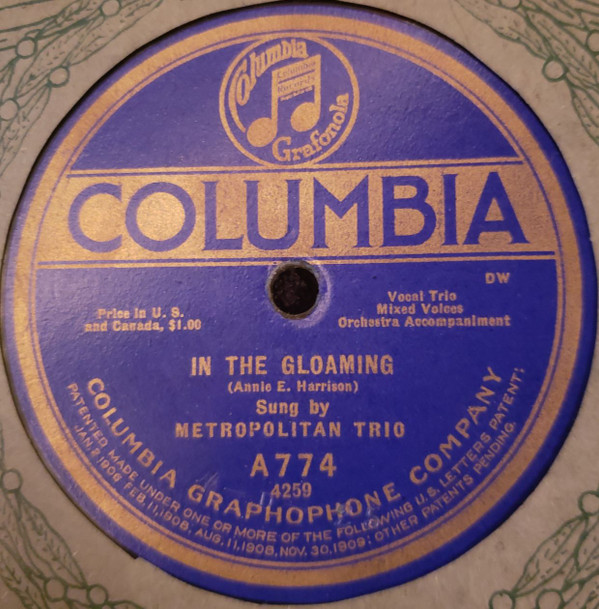 Columbia
Columbia
Records
Grafonola
COLUMBIA
DW
Price in U. S.
and Canada, $1.00
Vocal Trio
Mixed Voices
Orchestra Accompaniment
IN THE GLOAMING
(Annie E. Harrison)
Sung by
METROPOLITAN TRIO
A774
4259
COLUMBIA GRAPHOPHONE COMPANY
PATENTED MADE UNDER ONE OR MORE OF THE FOLLOWING U.S. LETTERS PATENT:
JAN 2, 1906 FEB. 11, 1908, AUG. 11, 1908, NOV. 30, 1909: OTHER PATENTS PENDING.